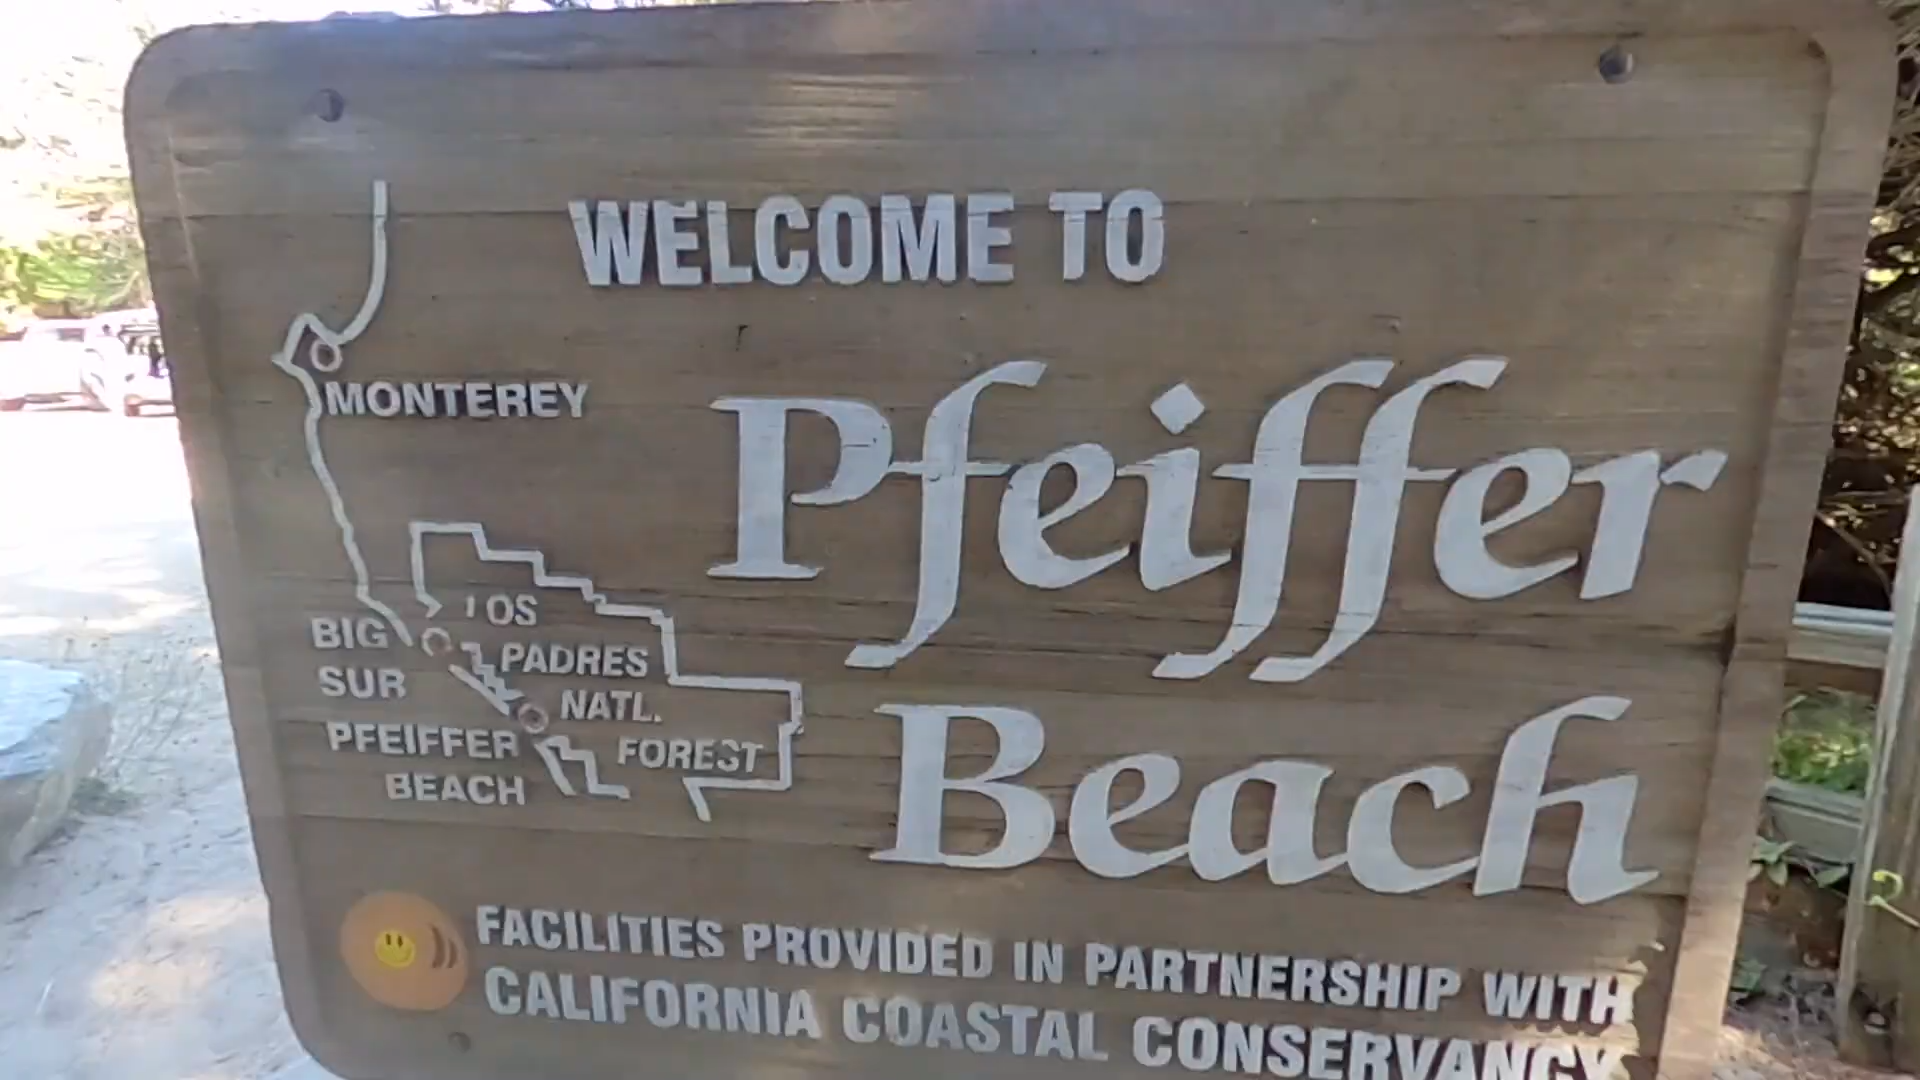 WELCOME TO
Pfeiffer
Beach
MONTEREY
BIG
SUR
PFEIFFER
BEACH
LOS
PADRES
NATL.
FOREST
FACILITIES PROVIDED IN PARTNERSHIP WITH
CALIFORNIA COASTAL CONSERVANCY